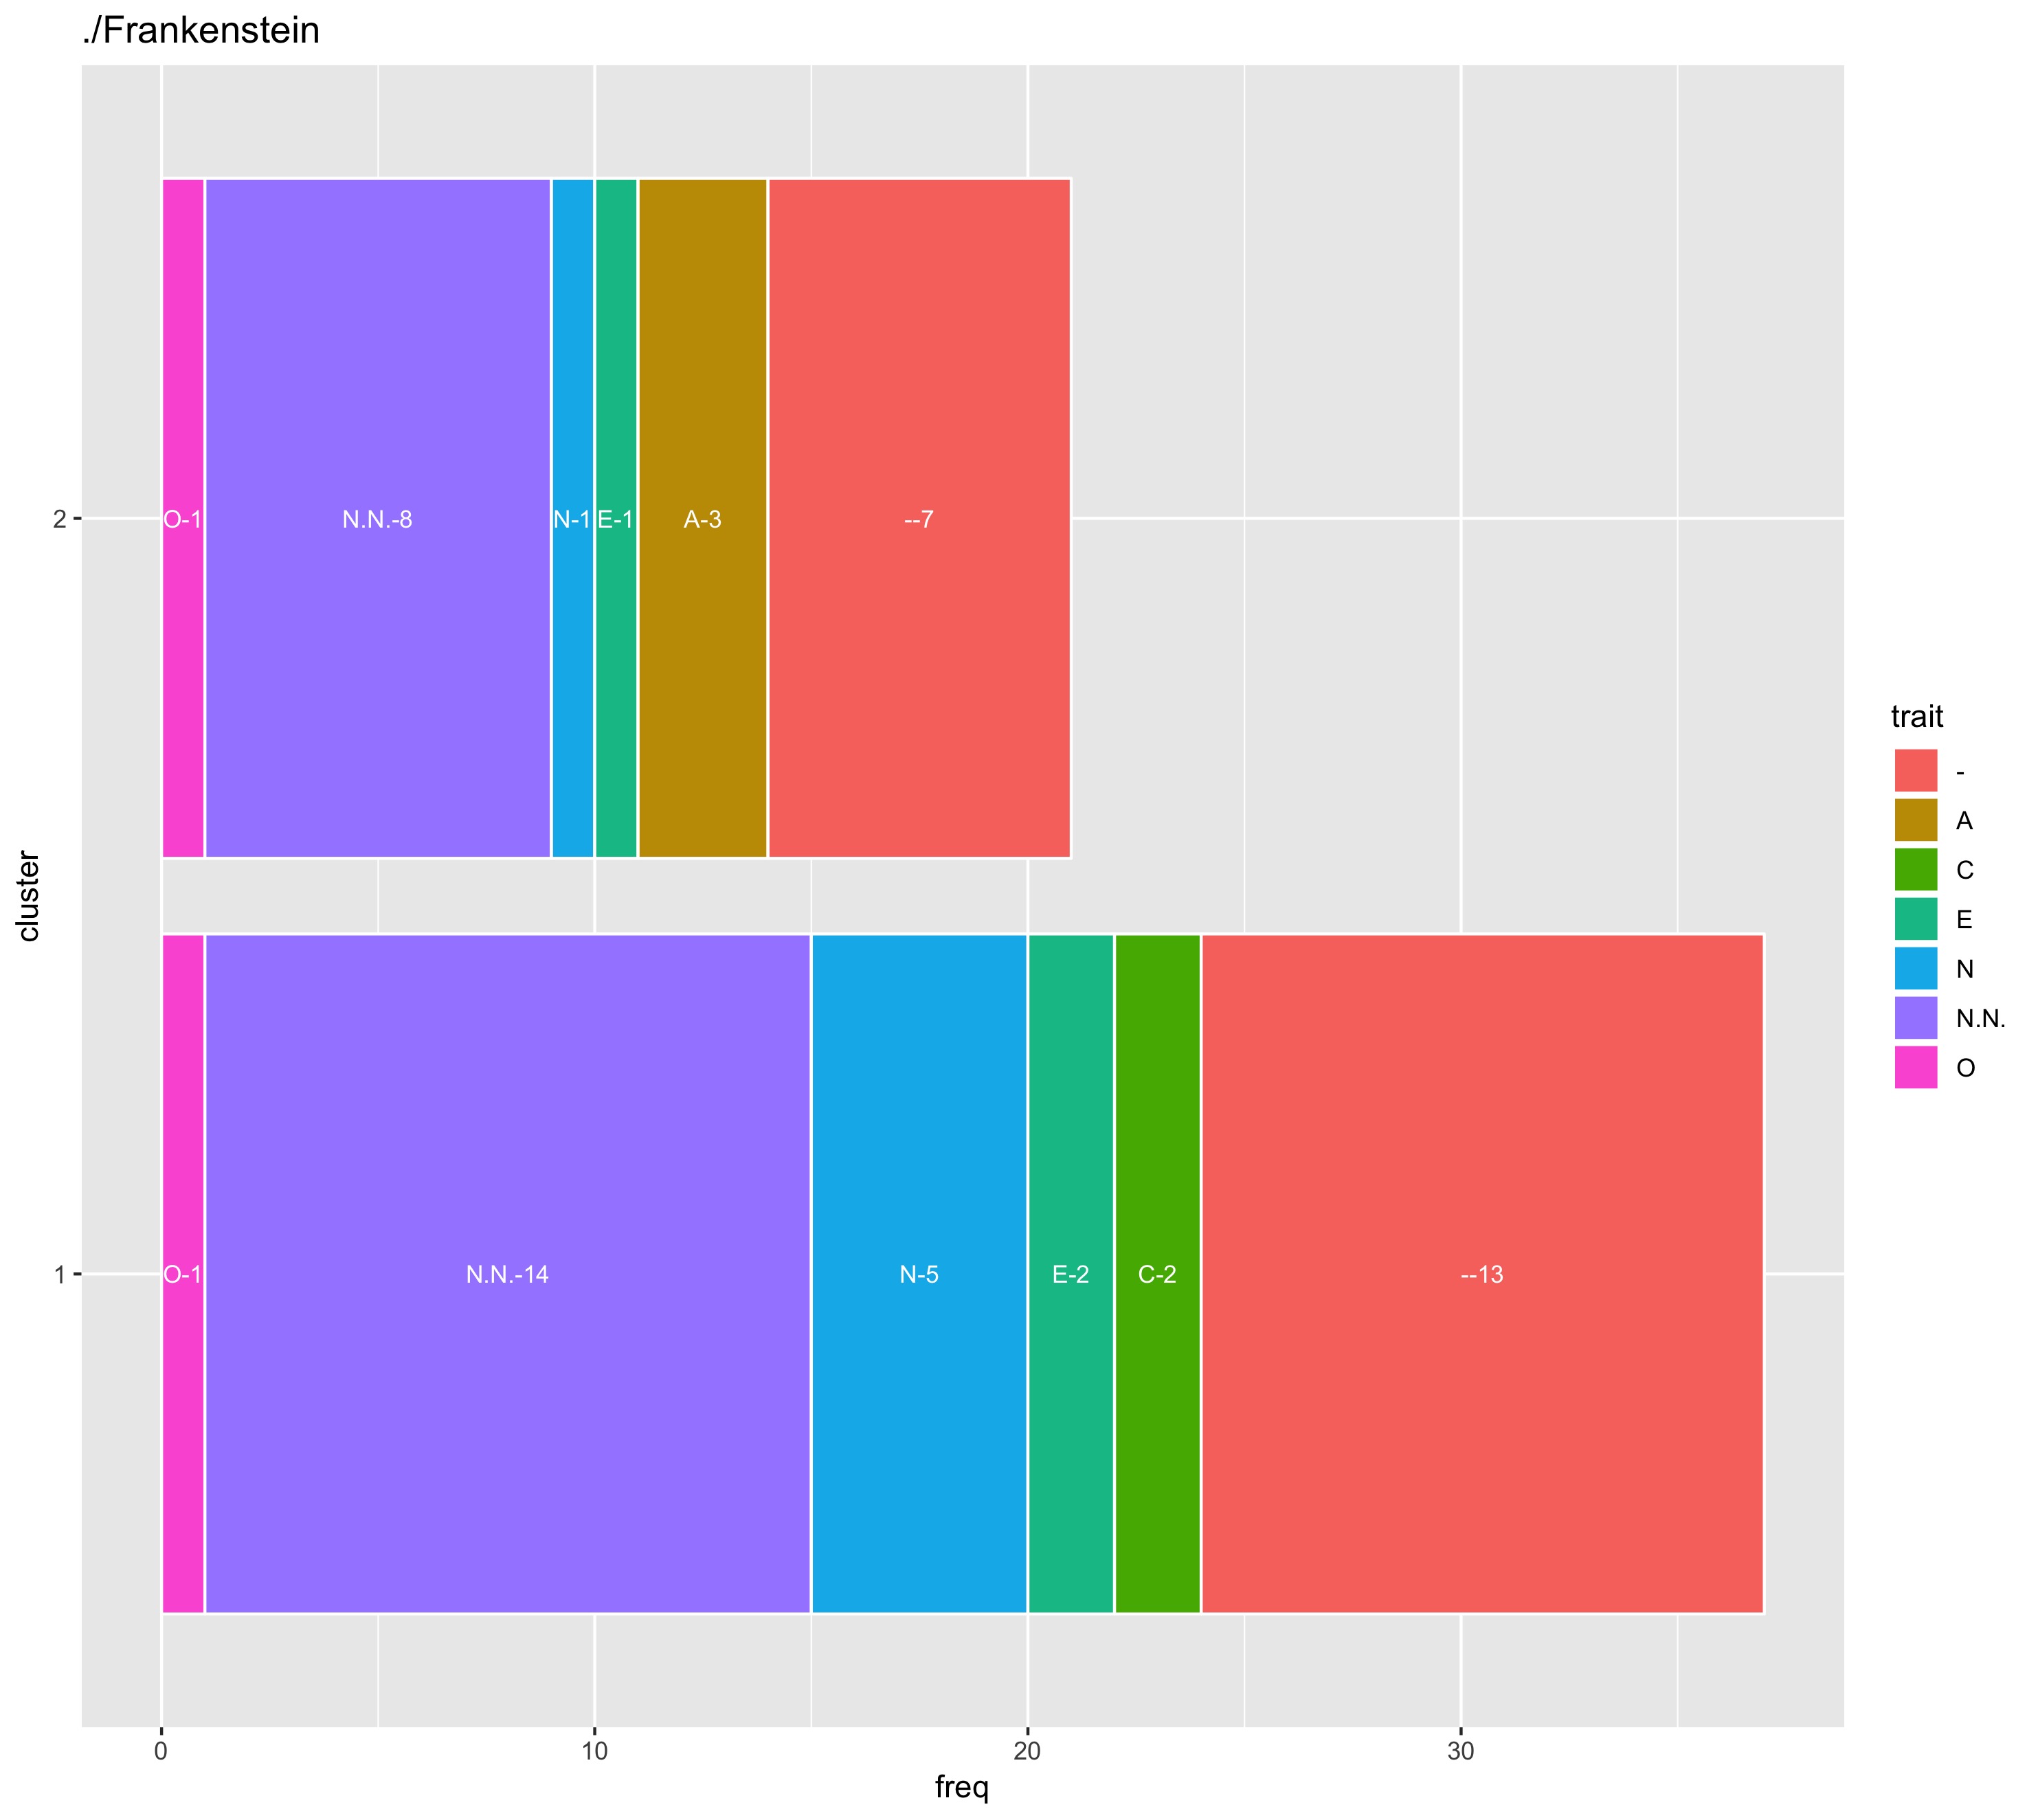 ./Frankenstein
2
O-1 N.N.-8 N-1 E-1 A-3 --7
cluster
1
O-1 N.N.-14 N-5 E-2 C-2 --13
0 10 20 30
freq
trait
-
A
C
E
N
N.N.
O